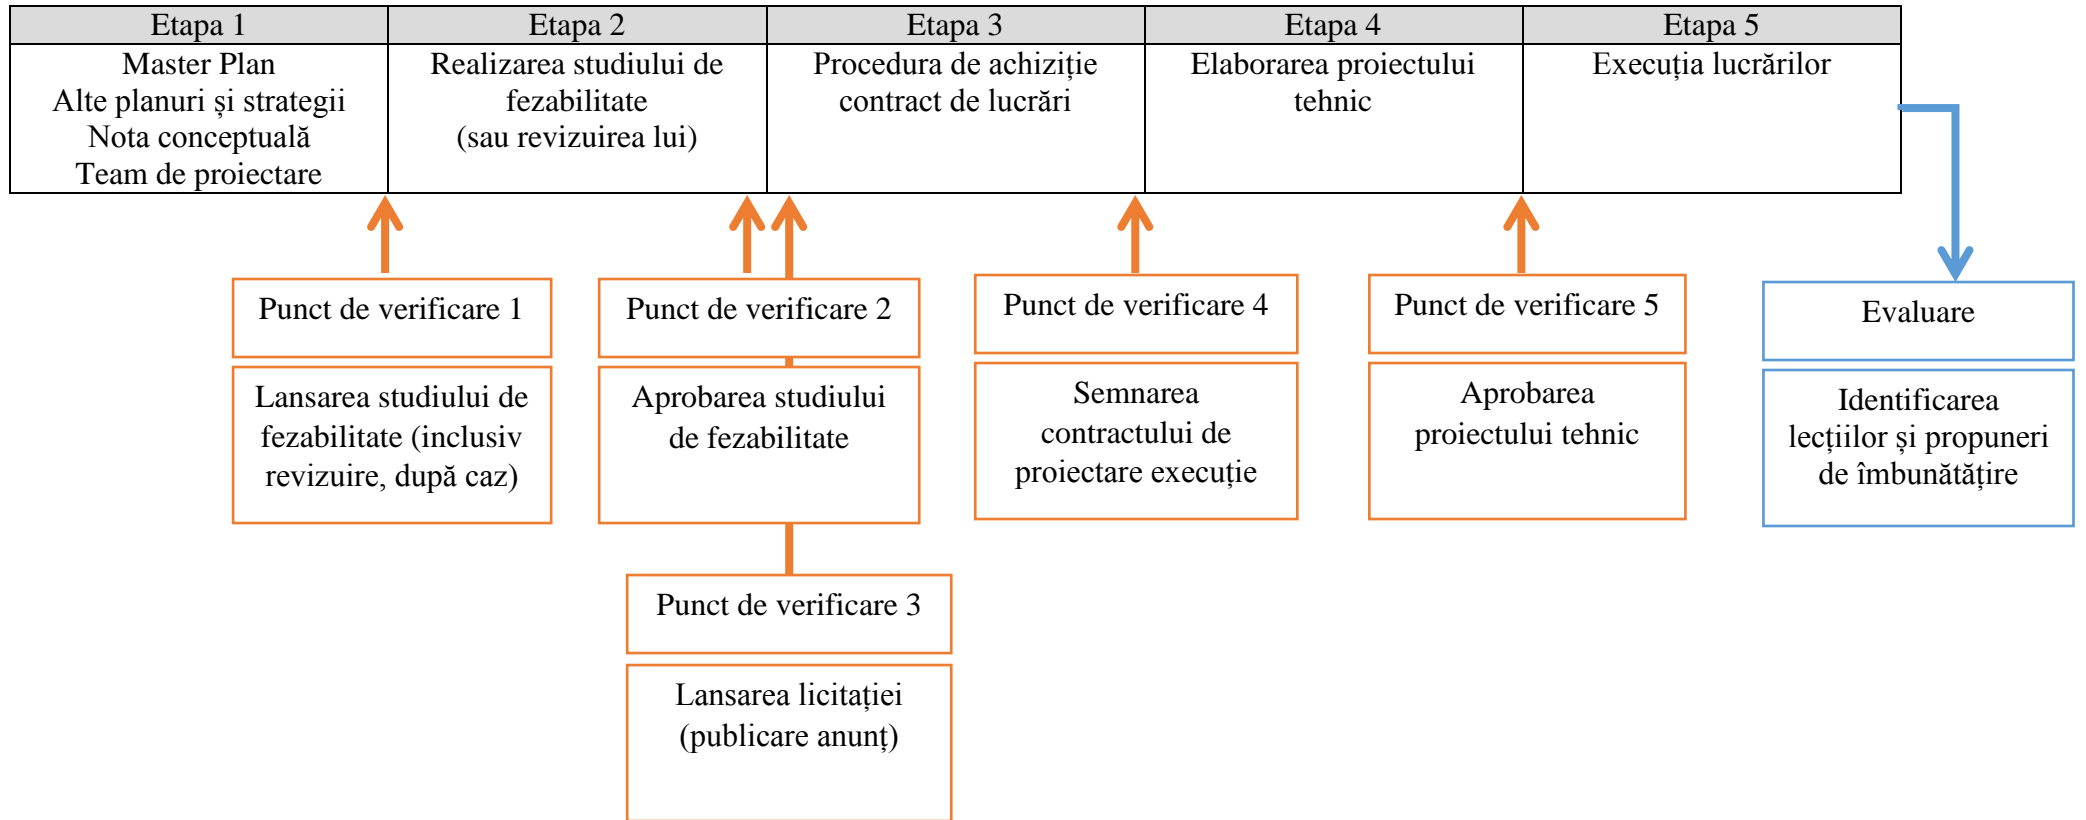 Etapa 1
Etapa 2
Etapa 3
Etapa 4
Etapa 5
Master Plan
Alte planuri și strategii
Nota conceptuală
Team de proiectare
Realizarea studiului de
fezabilitate
(sau revizuirea lui)
Procedura de achiziție
contract de lucrări
Elaborarea proiectului
tehnic
Execuția lucrărilor
Punct de verificare 1
Lansarea studiului de
fezabilitate (inclusiv
revizuire, după caz)
Punct de verificare 2
Aprobarea studiului
de fezabilitate
Punct de verificare 3
Lansarea licitației
(publicare anunț)
Punct de verificare 4
Semnarea
contractului de
proiectare execuție
Punct de verificare 5
Aprobarea
proiectului tehnic
Evaluare
Identificarea
lecțiilor și propuneri
de îmbunătățire